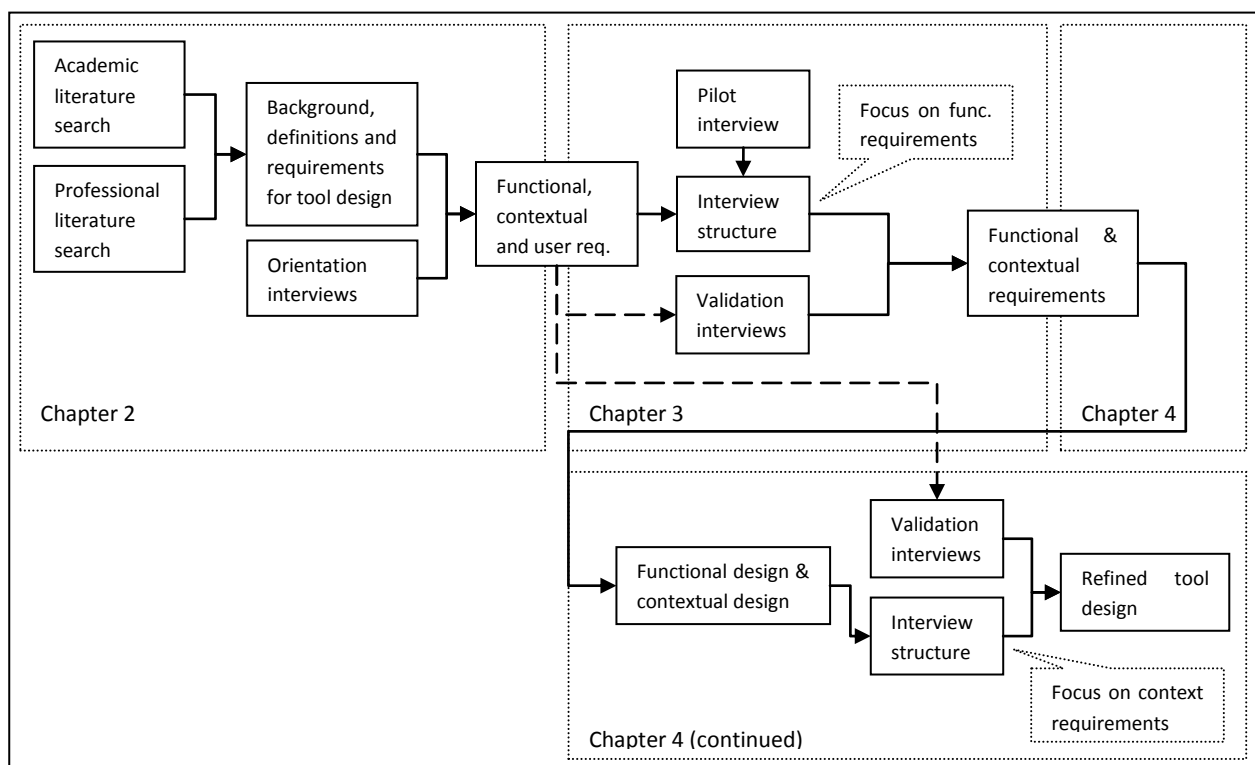 Academic
literature
search
Professional
literature
search
Background,
definitions and
requirements
for tool design
Orientation
interviews
Functional,
contextual
and user req.
Chapter 2
Pilot
interview
Focus on func.
requirements
Interview
structure
Validation
interviews
Functional &
contextual
requirements
Chapter 3
Chapter 4
Functional design &
contextual design
Validation
interviews
Interview
structure
Refined tool
design
Focus on context
requirements
Chapter 4 (continued)